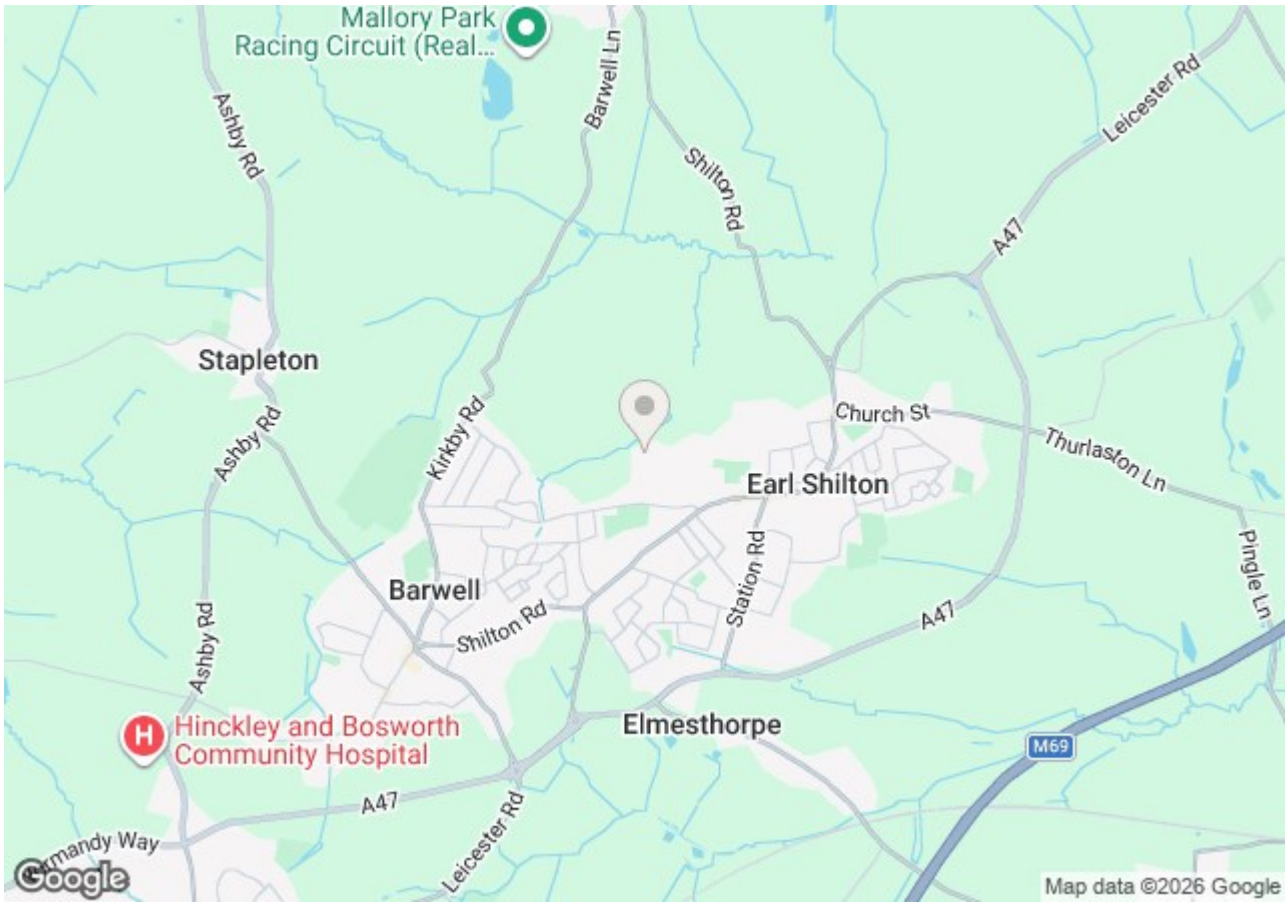 Mallory Park
Racing Circuit (Real...
Barwell Ln
Leicester Rd
Ashby Rd
Shilton Rd
A47
Stapleton
Kirkby Rd
Church St
Thurlaston Ln
Ashby Rd
Earl Shilton
Pingle Ln
Station Rd
Barwell
Shilton Rd
A47
Ashby Rd
Elmesthorpe
H
Hinckley and Bosworth
Community Hospital
M69
A47
Leicester Rd
Normandy Way
Google
Map data ©2026 Google